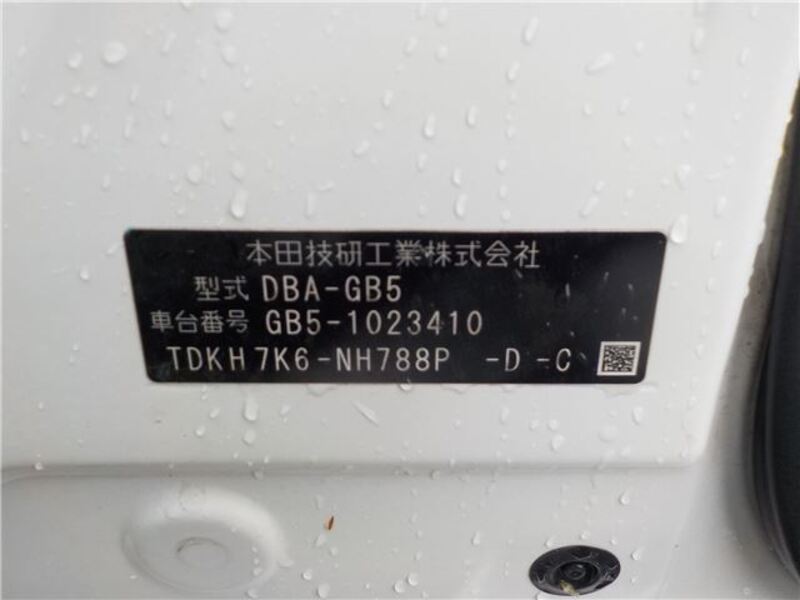 本田技研工業株式会社
型式 DBA-GB5
車台番号 GB5-1023410
TDKH7K6-NH788P -D-C